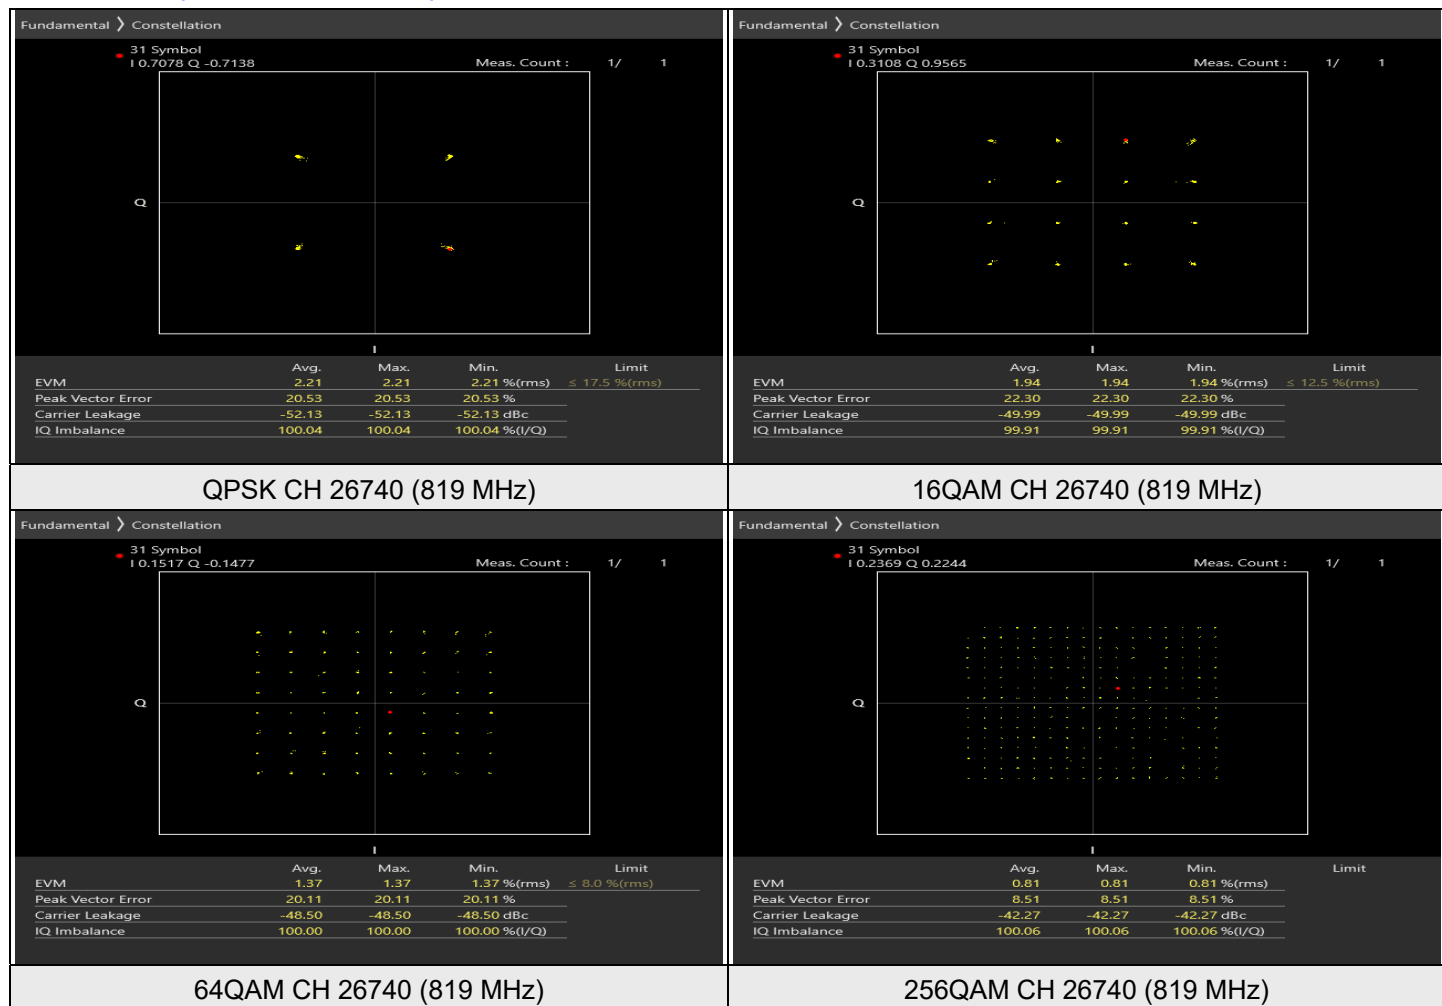 Fundamental ❯ Constellation
31 Symbol
I 0.7078 Q -0.7138 Meas. Count : 1/ 1
Q
I
Avg. Max. Min. Limit
EVM 2.21 2.21 2.21 %(rms) ≤ 17.5 %(rms)
Peak Vector Error 20.53 20.53 20.53 %
Carrier Leakage -52.13 -52.13 -52.13 dBc
IQ Imbalance 100.04 100.04 100.04 %(I/Q)
QPSK CH 26740 (819 MHz)
Fundamental ❯ Constellation
31 Symbol
I 0.3108 Q 0.9565 Meas. Count : 1/ 1
Q
I
Avg. Max. Min. Limit
EVM 1.94 1.94 1.94 %(rms) ≤ 12.5 %(rms)
Peak Vector Error 22.30 22.30 22.30 %
Carrier Leakage -49.99 -49.99 -49.99 dBc
IQ Imbalance 99.91 99.91 99.91 %(I/Q)
16QAM CH 26740 (819 MHz)
Fundamental ❯ Constellation
31 Symbol
I 0.1517 Q -0.1477 Meas. Count : 1/ 1
Q
I
Avg. Max. Min. Limit
EVM 1.37 1.37 1.37 %(rms) ≤ 8.0 %(rms)
Peak Vector Error 20.11 20.11 20.11 %
Carrier Leakage -48.50 -48.50 -48.50 dBc
IQ Imbalance 100.00 100.00 100.00 %(I/Q)
64QAM CH 26740 (819 MHz)
Fundamental ❯ Constellation
31 Symbol
I 0.2369 Q 0.2244 Meas. Count : 1/ 1
Q
I
Avg. Max. Min. Limit
EVM 0.81 0.81 0.81 %(rms)
Peak Vector Error 8.51 8.51 8.51 %
Carrier Leakage -42.27 -42.27 -42.27 dBc
IQ Imbalance 100.06 100.06 100.06 %(I/Q)
256QAM CH 26740 (819 MHz)